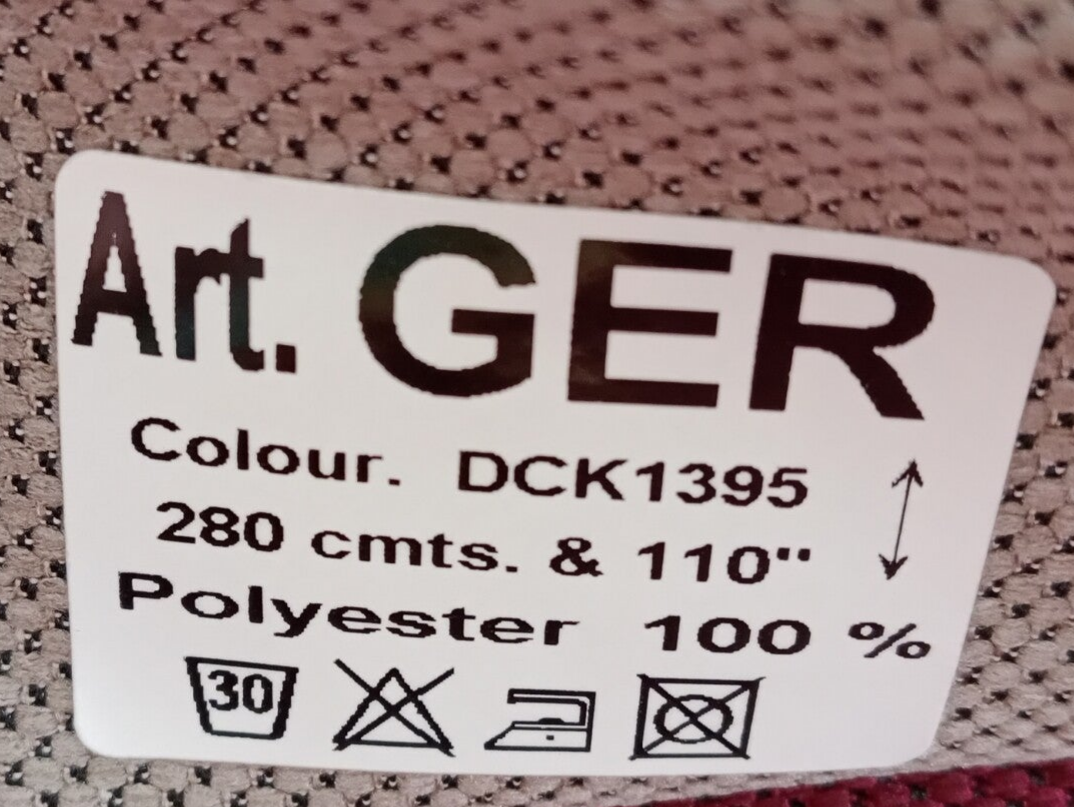 Art. GER
Colour. DCK1395
280 cmts. & 110"
Polyester 100 %
30